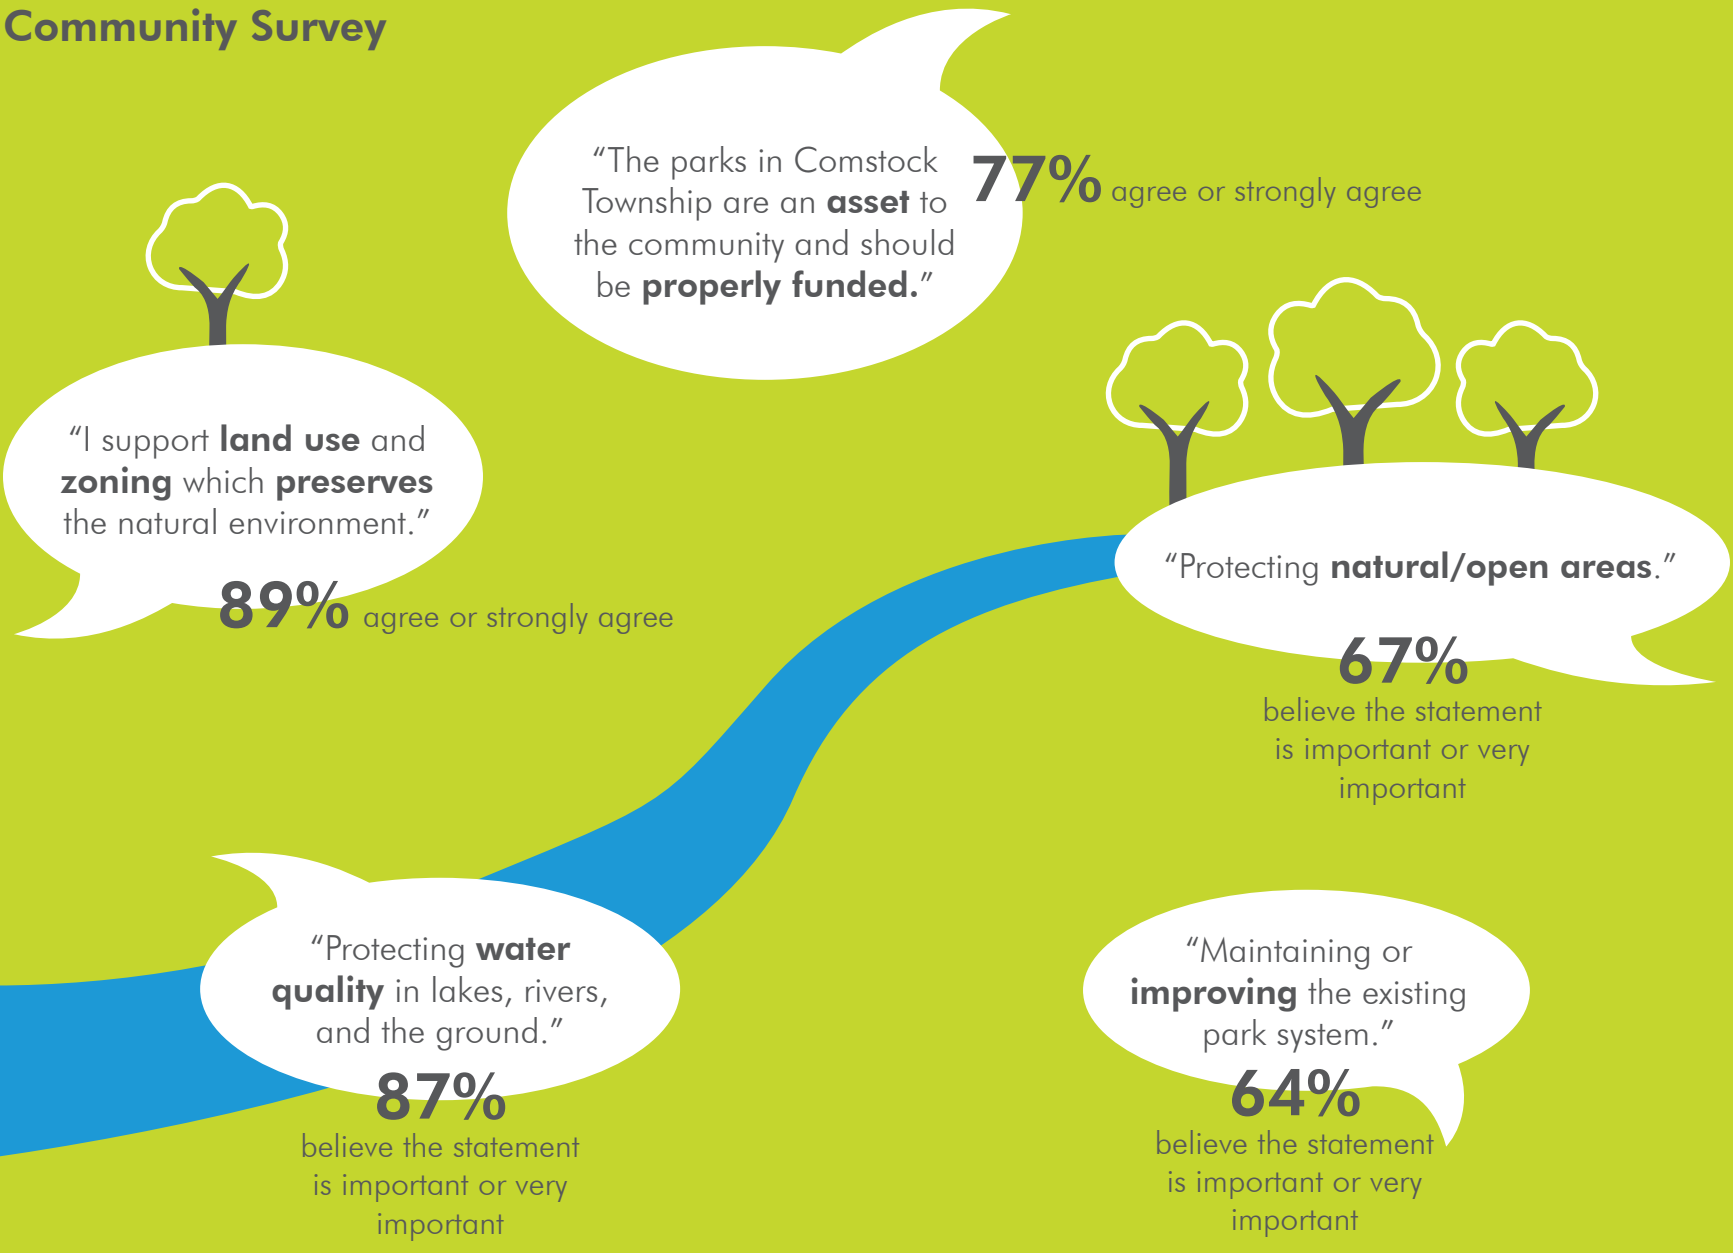 Community Survey
“The parks in Comstock
Township are an asset to
the community and should
be properly funded.”
77% agree or strongly agree
“I support land use and
zoning which preserves
the natural environment.”
89% agree or strongly agree
“Protecting natural/open areas.”
67%
believe the statement
is important or very
important
“Protecting water
quality in lakes, rivers,
and the ground.”
87%
believe the statement
is important or very
important
“Maintaining or
improving the existing
park system.”
64%
believe the statement
is important or very
important